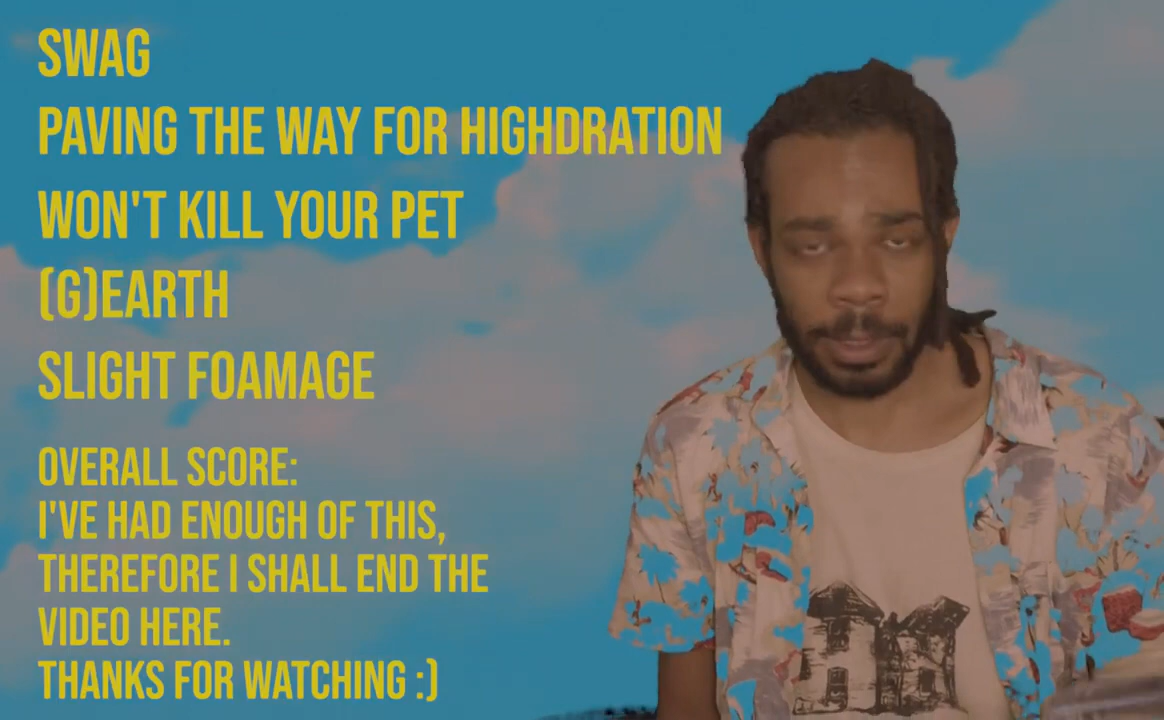 SWAG
PAVING THE WAY FOR HIGHDRATION
WON'T KILL YOUR PET
(G)EARTH
SLIGHT FOAMAGE
OVERALL SCORE:
I'VE HAD ENOUGH OF THIS,
THEREFORE I SHALL END THE
VIDEO HERE.
THANKS FOR WATCHING :)